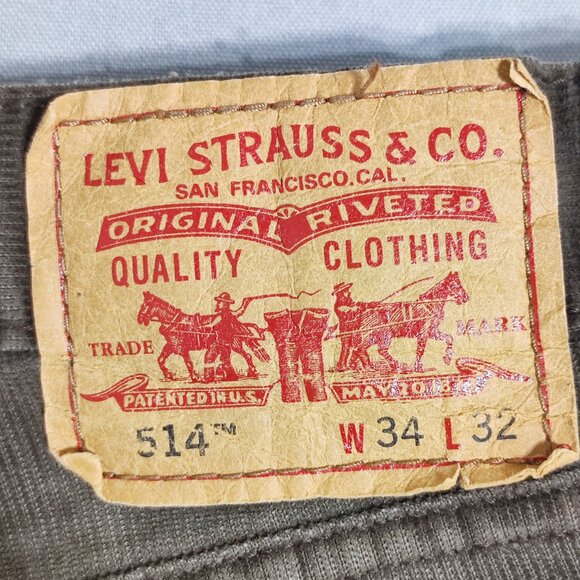 LEVI STRAUSS & CO.
SAN FRANCISCO. CAL.
ORIGINAL RIVETED
QUALITY CLOTHING
TRADE MARK
PATENTED IN U.S. MAY 20 1873
514™ W 34 L 32